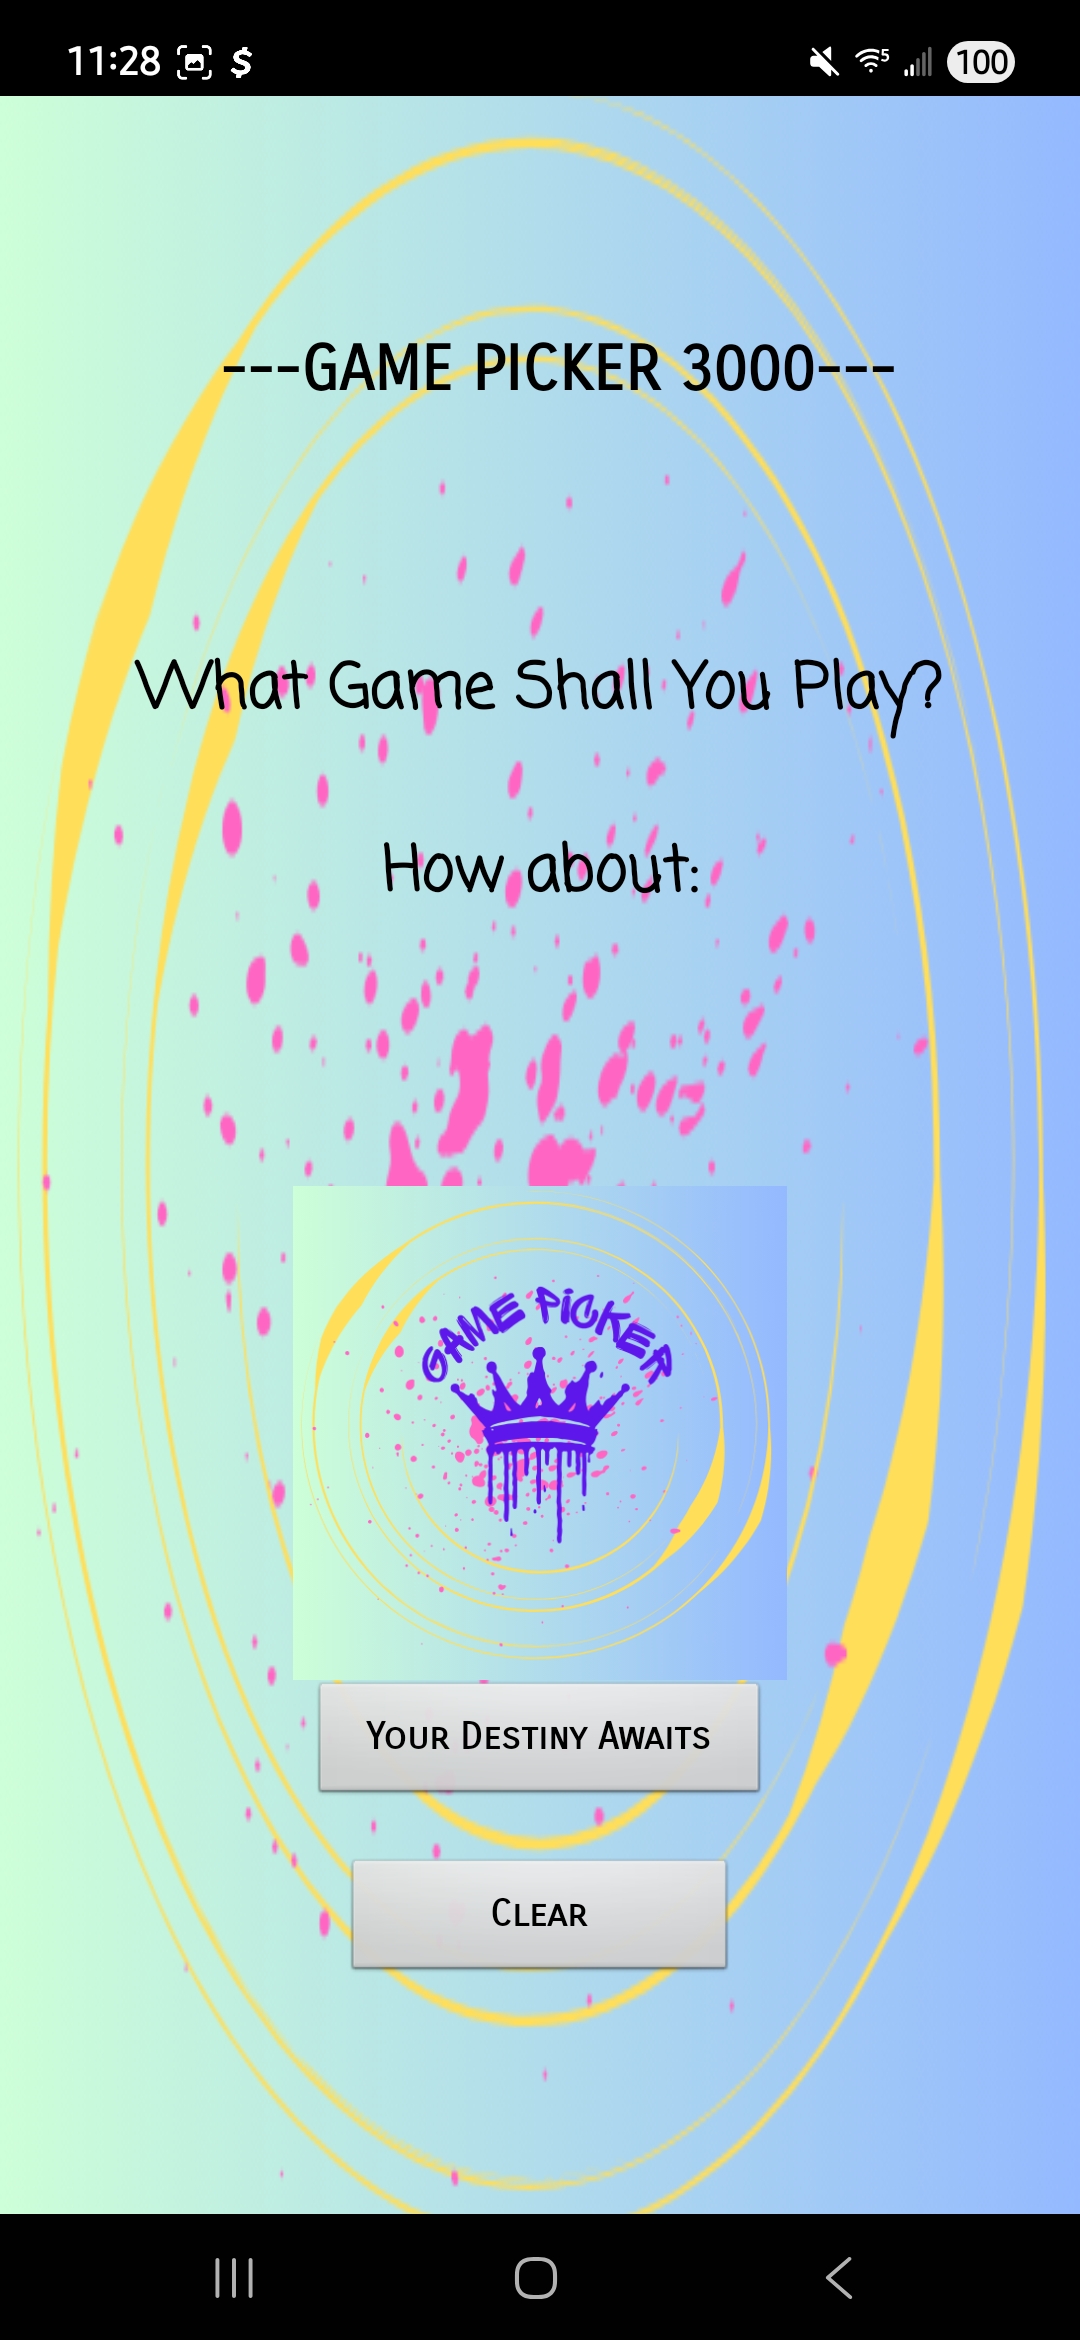 11:28 $ 5 100
---GAME PICKER 3000---
What Game Shall You Play?
How about:
GAME PiCKER
Your Destiny Awaits
Clear